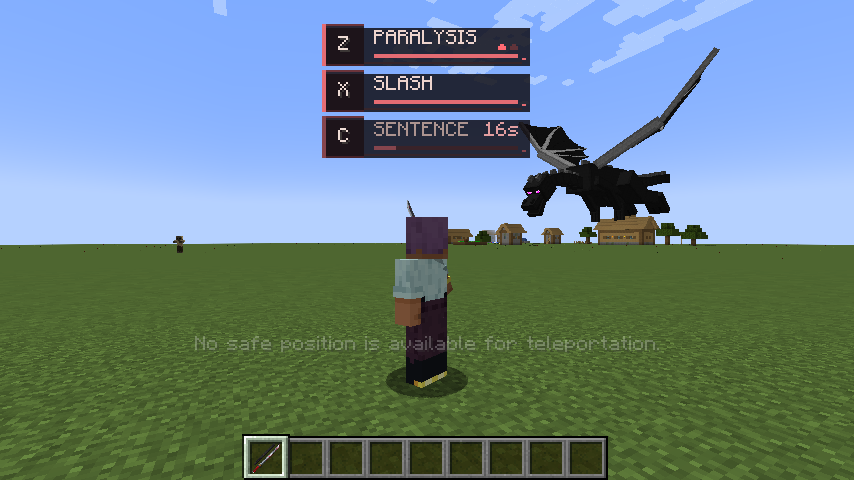 Z PARALYSIS
X SLASH
C SENTENCE 16s
No safe position is available for teleportation.